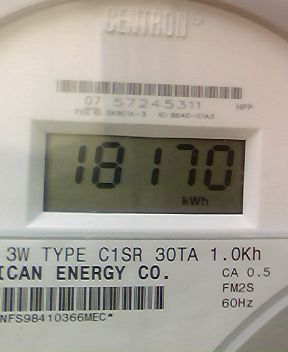 CENTRON
07 57245311 HPP
18170
kWh
3W TYPE C1SR 30TA 1.0Kh
ICAN ENERGY CO. CA 0.5
FM2S
NFS98410366MEC* 60Hz